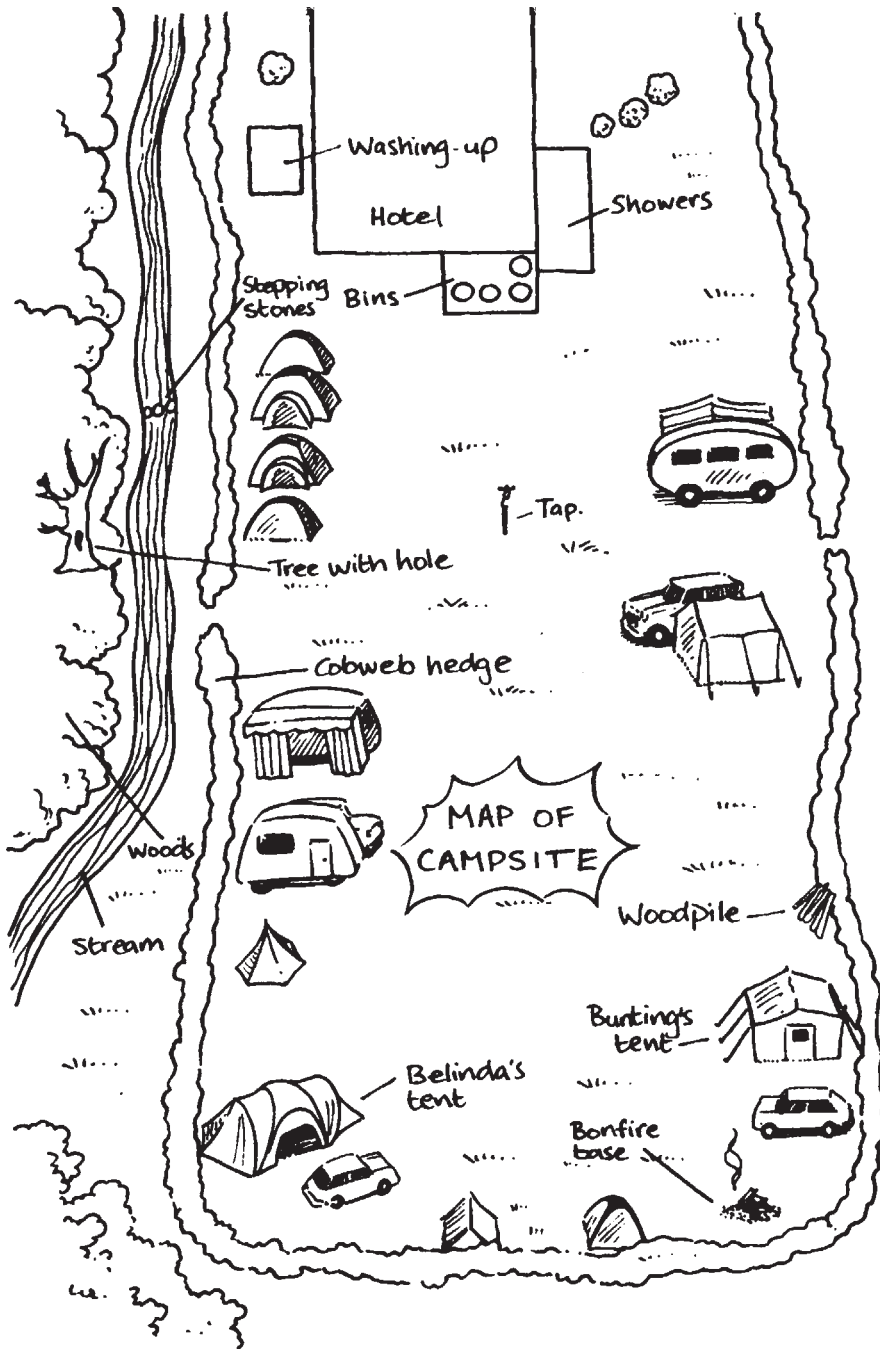 Washing-up
Hotel
Showers
Stepping
stones
Bins
Tap.
Tree with hole
Cobweb hedge
MAP OF
CAMPSITE
Woods
Stream
Woodpile
Bunting's
tent
Belinda's
tent
Bonfire
base